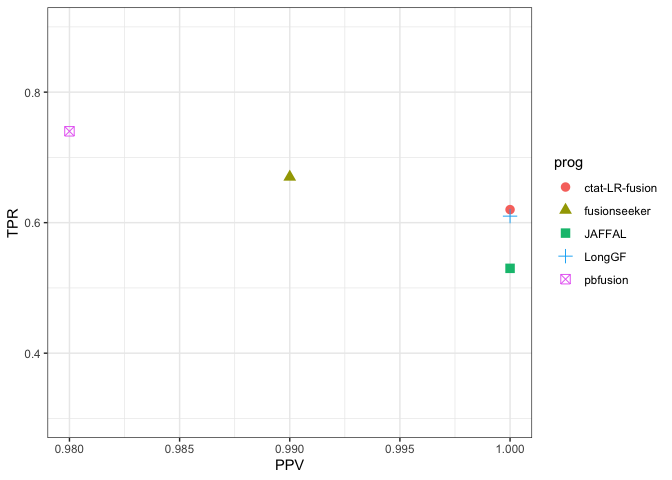 TPR
0.8
0.6
0.4
0.980
0.985
0.990
0.995
1.000
PPV
prog
ctat-LR-fusion
fusionseeker
JAFFAL
LongGF
pbfusion